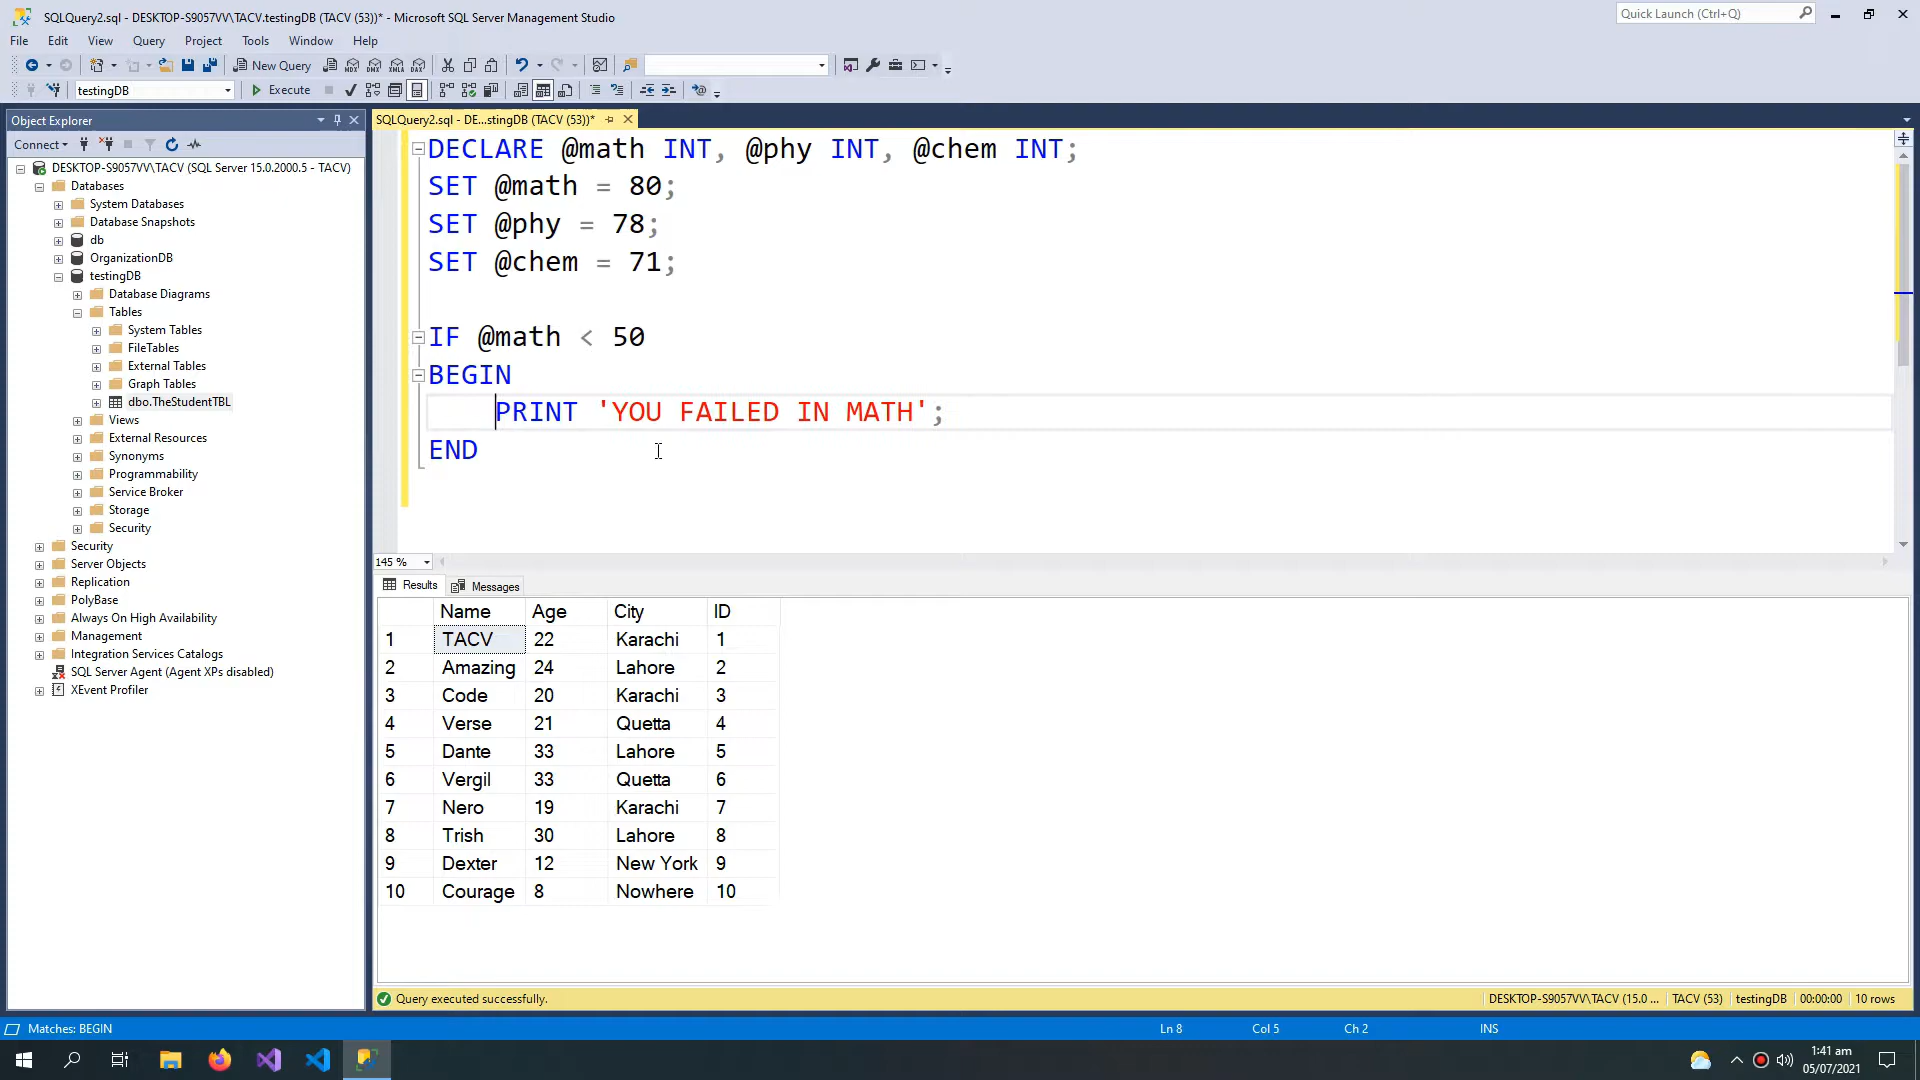 SQLQuery2.sql - DESKTOP-S9057VV\TACV.testingDB (TACV (53))* - Microsoft SQL Server Management Studio
Quick Launch (Ctrl+Q)
File Edit View Query Project Tools Window Help
New Query
testingDB Execute
Object Explorer
Connect
DESKTOP-S9057VV\TACV (SQL Server 15.0.2000.5 - TACV)
Databases
System Databases
Database Snapshots
db
OrganizationDB
testingDB
Database Diagrams
Tables
System Tables
FileTables
External Tables
Graph Tables
dbo.TheStudentTBL
Views
External Resources
Synonyms
Programmability
Service Broker
Storage
Security
Security
Server Objects
Replication
PolyBase
Always On High Availability
Management
Integration Services Catalogs
SQL Server Agent (Agent XPs disabled)
XEvent Profiler
SQLQuery2.sql - DE...stingDB (TACV (53))*
DECLARE @math INT, @phy INT, @chem INT;
SET @math = 80;
SET @phy = 78;
SET @chem = 71;
IF @math < 50
BEGIN
PRINT 'YOU FAILED IN MATH';
END
145 %
Results Messages
Name Age City ID
1 TACV 22 Karachi 1
2 Amazing 24 Lahore 2
3 Code 20 Karachi 3
4 Verse 21 Quetta 4
5 Dante 33 Lahore 5
6 Vergil 33 Quetta 6
7 Nero 19 Karachi 7
8 Trish 30 Lahore 8
9 Dexter 12 New York 9
10 Courage 8 Nowhere 10
Query executed successfully. DESKTOP-S9057VV\TACV (15.0 ... TACV (53) testingDB 00:00:00 10 rows
Matches: BEGIN Ln 8 Col 5 Ch 2 INS
1:41 am
05/07/2021